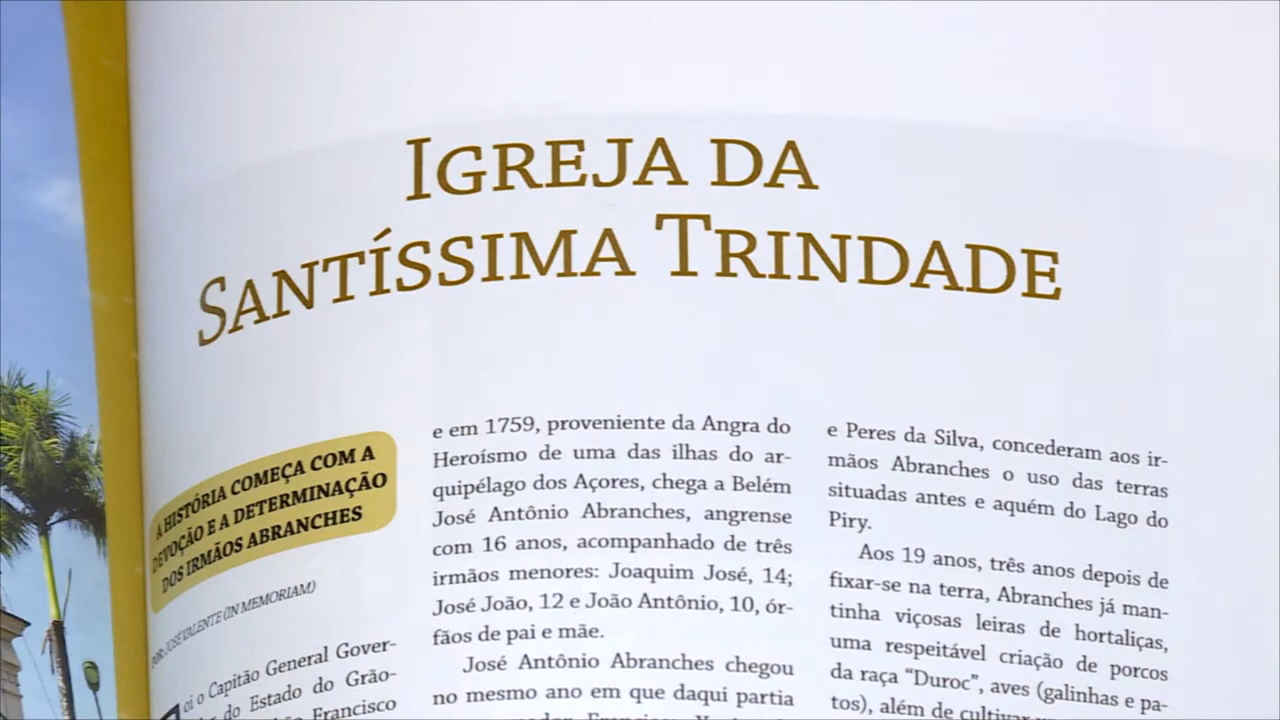 IGREJA DA
SANTÍSSIMA TRINDADE
A HISTÓRIA COMEÇA COM A
DEVOÇÃO E A DETERMINAÇÃO
DOS IRMÃOS ABRANCHES
POR JOSÉ VALENTE (IN MEMORIAM)
oi o Capitão General Gover-
do Estado do Grão-
Francisco
e em 1759, proveniente da Angra do
Heroísmo de uma das ilhas do ar-
quipélago dos Açores, chega a Belém
José Antônio Abranches, angrense
com 16 anos, acompanhado de três
irmãos menores: Joaquim José, 14;
José João, 12 e João Antônio, 10, ór-
fãos de pai e mãe.
José Antônio Abranches chegou
no mesmo ano em que daqui partia
e Peres da Silva, concederam aos ir-
mãos Abranches o uso das terras
situadas antes e aquém do Lago do
Piry.
Aos 19 anos, três anos depois de
fixar-se na terra, Abranches já man-
tinha viçosas leiras de hortaliças,
uma respeitável criação de porcos
da raça “Duroc”, aves (galinhas e pa-
tos), além de cultivar